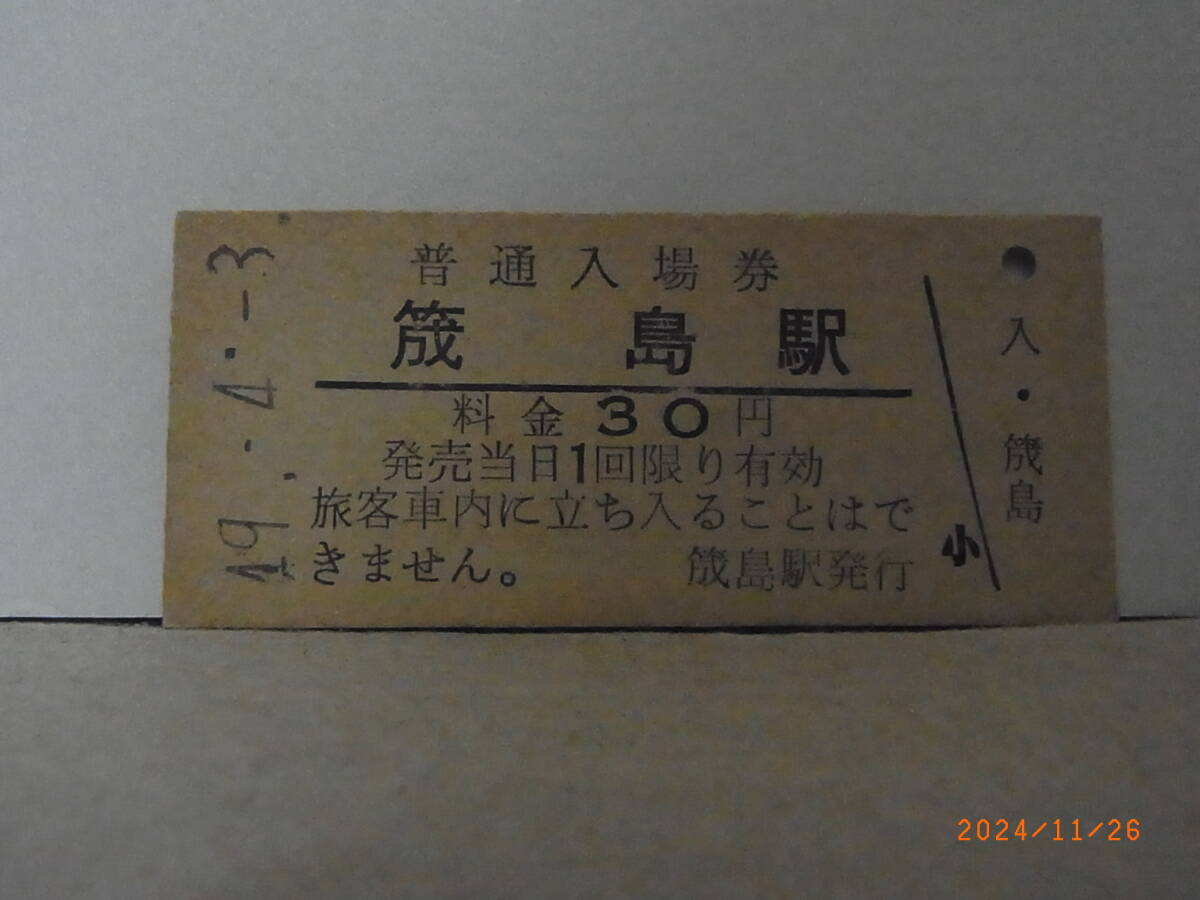 49.-4.-3
普通入場券
筬島駅
料金30円
発売当日1回限り有効
旅客車内に立ち入ることはで
きません。 筬島駅発行
小
入・筬島
2024/11/26